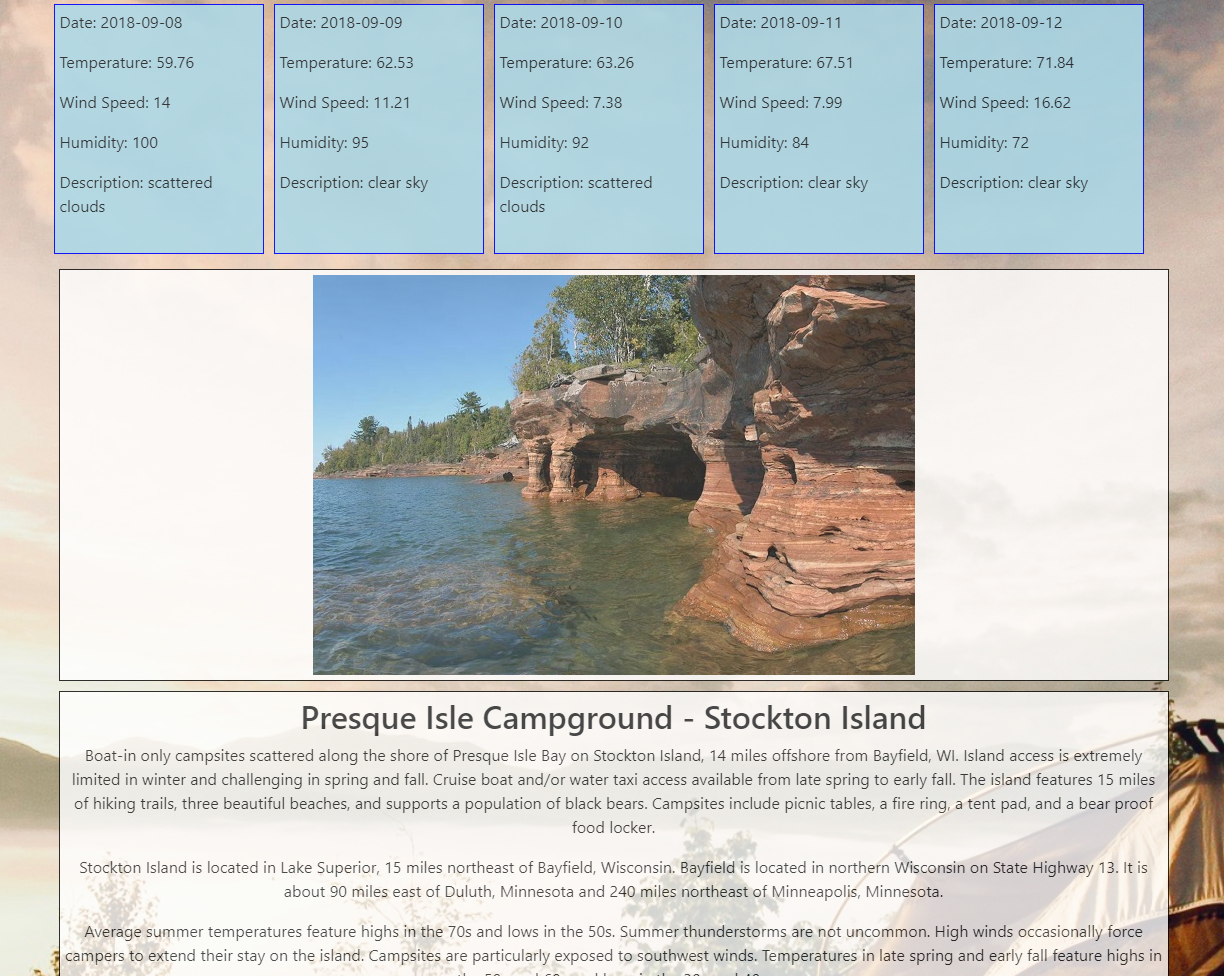 Date: 2018-09-08
Temperature: 59.76
Wind Speed: 14
Humidity: 100
Description: scattered
clouds
Date: 2018-09-09
Temperature: 62.53
Wind Speed: 11.21
Humidity: 95
Description: clear sky
Date: 2018-09-10
Temperature: 63.26
Wind Speed: 7.38
Humidity: 92
Description: scattered
clouds
Date: 2018-09-11
Temperature: 67.51
Wind Speed: 7.99
Humidity: 84
Description: clear sky
Date: 2018-09-12
Temperature: 71.84
Wind Speed: 16.62
Humidity: 72
Description: clear sky
Presque Isle Campground - Stockton Island
Boat-in only campsites scattered along the shore of Presque Isle Bay on Stockton Island, 14 miles offshore from Bayfield, WI. Island access is extremely
limited in winter and challenging in spring and fall. Cruise boat and/or water taxi access available from late spring to early fall. The island features 15 miles
of hiking trails, three beautiful beaches, and supports a population of black bears. Campsites include picnic tables, a fire ring, a tent pad, and a bear proof
food locker.
Stockton Island is located in Lake Superior, 15 miles northeast of Bayfield, Wisconsin. Bayfield is located in northern Wisconsin on State Highway 13. It is
about 90 miles east of Duluth, Minnesota and 240 miles northeast of Minneapolis, Minnesota.
Average summer temperatures feature highs in the 70s and lows in the 50s. Summer thunderstorms are not uncommon. High winds occasionally force
campers to extend their stay on the island. Campsites are particularly exposed to southwest winds. Temperatures in late spring and early fall feature highs in